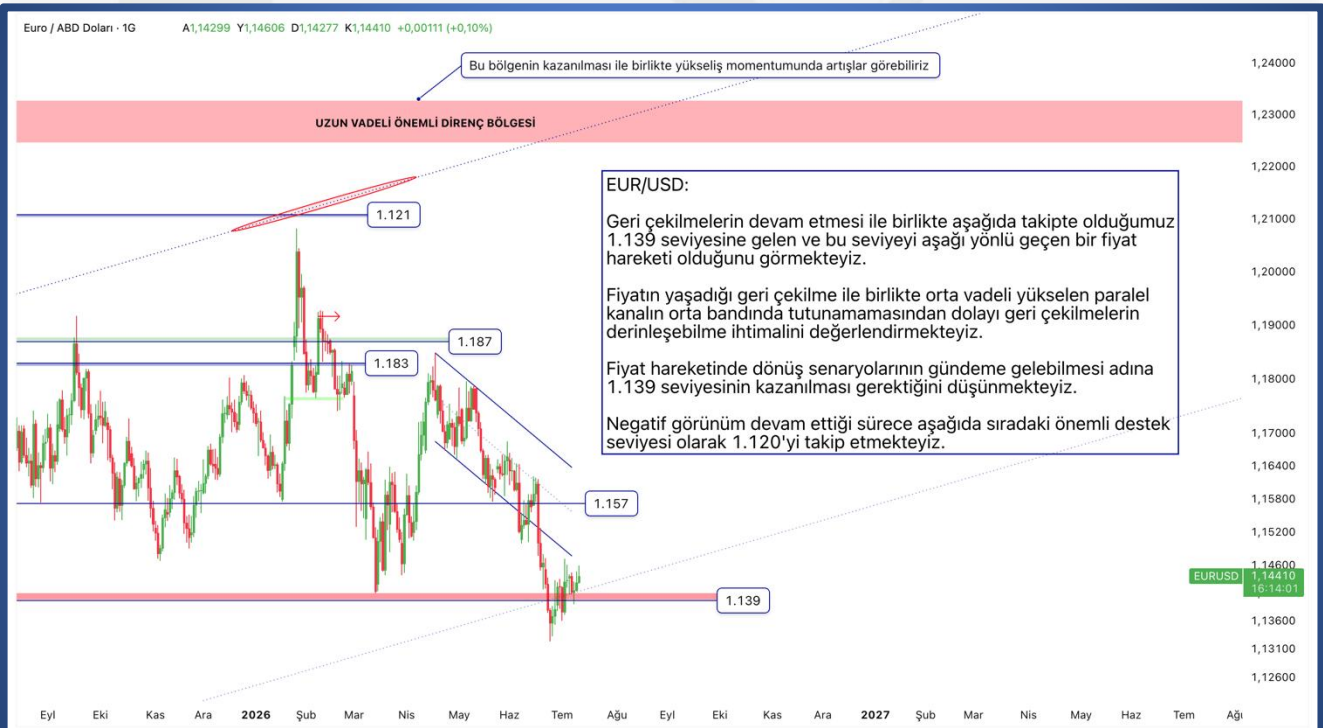 Euro / ABD Doları · 1G A1,14299 Y1,14606 D1,14277 K1,14410 +0,00111 (+0,10%)
Bu bölgenin kazanılması ile birlikte yükseliş momentumunda artışlar görebiliriz
1,24000
1,23000
UZUN VADELİ ÖNEMLİ DİRENÇ BÖLGESİ
1,22000
EUR/USD:
Geri çekilmelerin devam etmesi ile birlikte aşağıda takipte olduğumuz
1.139 seviyesine gelen ve bu seviyeyi aşağı yönlü geçen bir fiyat
hareketi olduğunu görmekteyiz.
Fiyatın yaşadığı geri çekilme ile birlikte orta vadeli yükselen paralel
kanalın orta bandında tutunamamasından dolayı geri çekilmelerin
derinleşebilme ihtimalini değerlendirmekteyiz.
Fiyat hareketinde dönüş senaryolarının gündeme gelebilmesi adına
1.139 seviyesinin kazanılması gerektiğini düşünmekteyiz.
Negatif görünüm devam ettiği sürece aşağıda sıradaki önemli destek
seviyesi olarak 1.120'yi takip etmekteyiz.
1.121
1,21000
1,20000
1,19000
1.187
1.183
1,18000
1,17000
1,16400
1,15800
1.157
1,15200
1,14600
EURUSD 1,14410
16:14:01
1.139
1,13600
1,13100
1,12600
Eyl Eki Kas Ara 2026 Şub Mar Nis May Haz Tem Ağu Eyl Eki Kas Ara 2027 Şub Mar Nis May Haz Tem Ağı